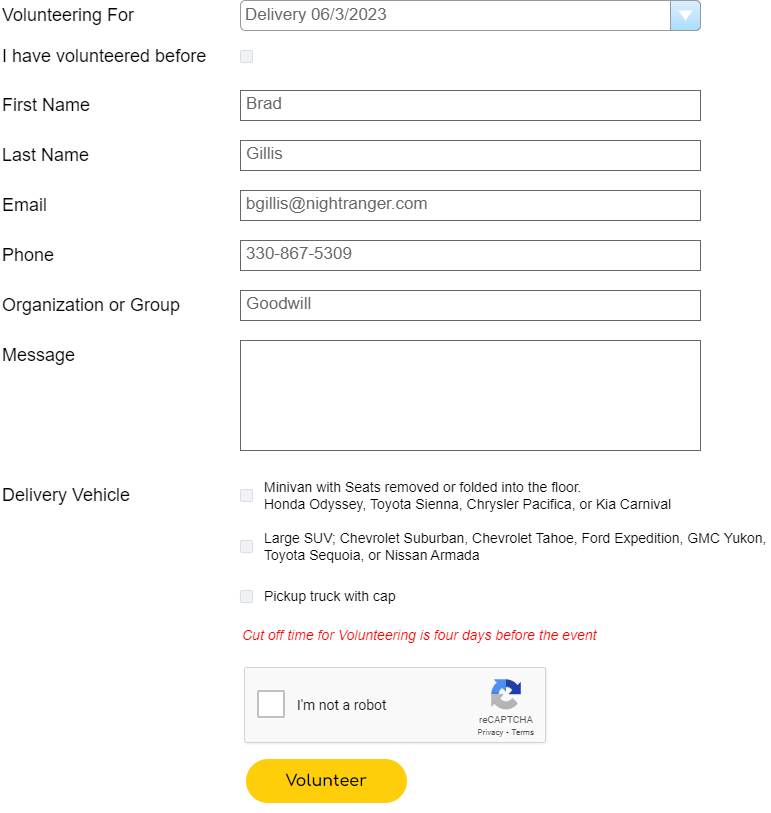 Volunteering For
Delivery 06/3/2023
I have volunteered before
First Name
Brad
Last Name
Gillis
Email
bgillis@nightranger.com
Phone
330-867-5309
Organization or Group
Goodwill
Message
Delivery Vehicle
Minivan with Seats removed or folded into the floor.
Honda Odyssey, Toyota Sienna, Chrysler Pacifica, or Kia Carnival
Large SUV; Chevrolet Suburban, Chevrolet Tahoe, Ford Expedition, GMC Yukon,
Toyota Sequoia, or Nissan Armada
Pickup truck with cap
Cut off time for Volunteering is four days before the event
I'm not a robot
reCAPTCHA
Privacy - Terms
Volunteer